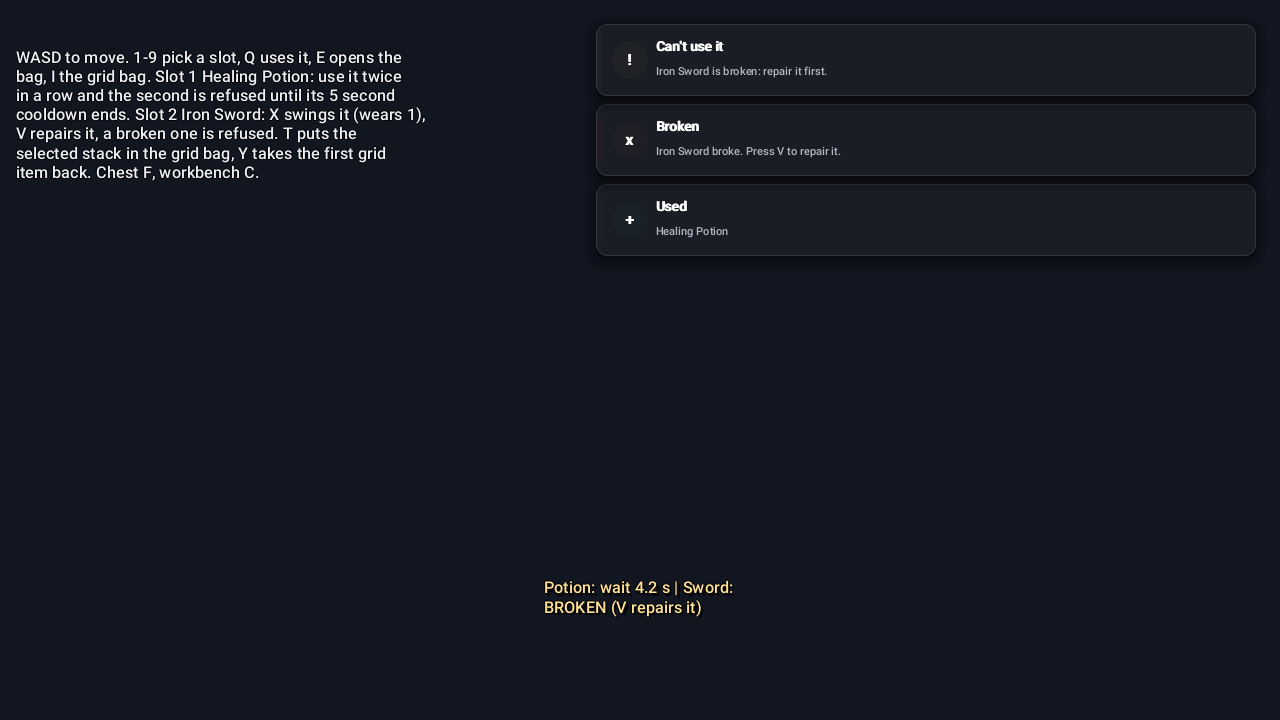 WASD to move. 1-9 pick a slot, Q uses it, E opens the
bag, I the grid bag. Slot 1 Healing Potion: use it twice
in a row and the second is refused until its 5 second
cooldown ends. Slot 2 Iron Sword: X swings it (wears 1),
V repairs it, a broken one is refused. T puts the
selected stack in the grid bag, Y takes the first grid
item back. Chest F, workbench C.
!
Can't use it
Iron Sword is broken: repair it first.
x
Broken
Iron Sword broke. Press V to repair it.
+
Used
Healing Potion
Potion: wait 4.2 s | Sword:
BROKEN (V repairs it)